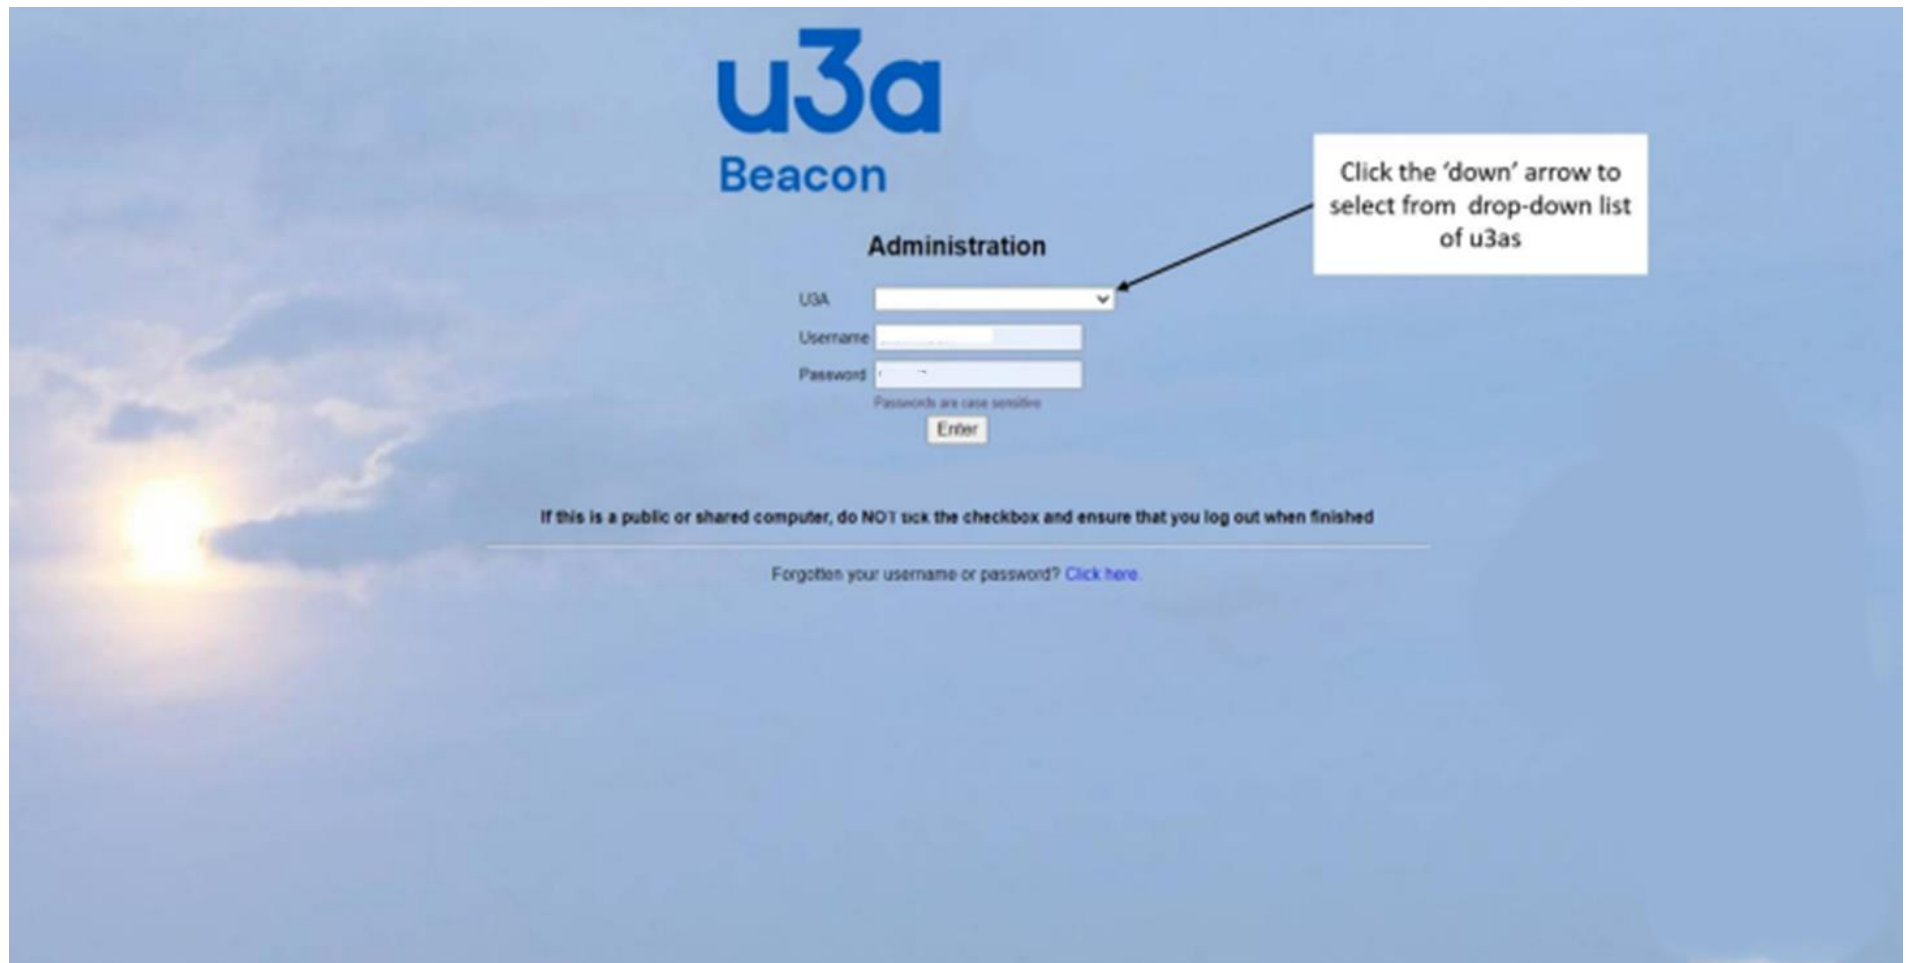 u3a
Beacon
Administration
Click the ‘down’ arrow to
select from drop-down list
of u3as
U3A
Username
Password
Passwords are case sensitive
Enter
If this is a public or shared computer, do NOT tick the checkbox and ensure that you log out when finished
Forgotten your username or password? Click here.